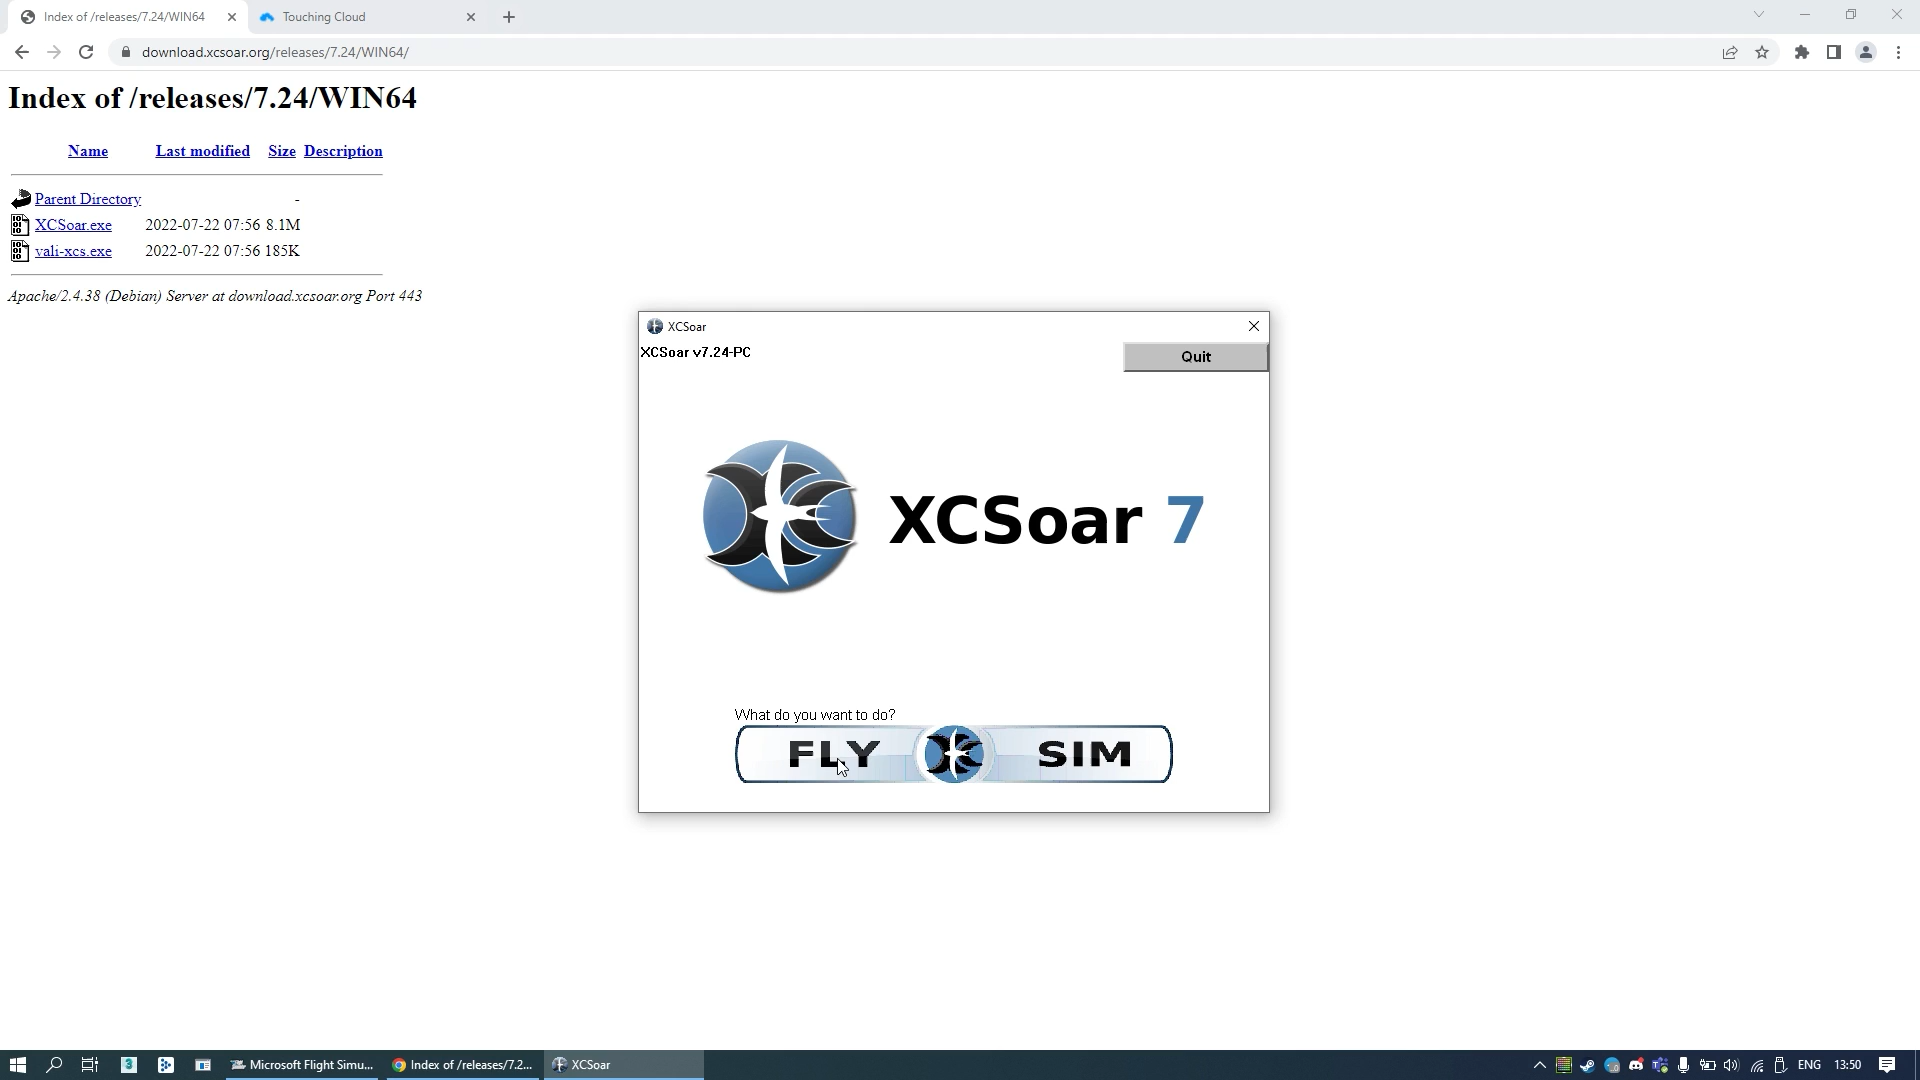 Index of /releases/7.24/WIN64
Touching Cloud
download.xcsoar.org/releases/7.24/WIN64/
Index of /releases/7.24/WIN64
Name Last modified Size Description
Parent Directory -
XCSoar.exe 2022-07-22 07:56 8.1M
vali-xcs.exe 2022-07-22 07:56 185K
Apache/2.4.38 (Debian) Server at download.xcsoar.org Port 443
XCSoar
XCSoar v7.24-PC
Quit
XCSoar 7
What do you want to do?
FLY SIM
Microsoft Flight Simu... Index of /releases/7.2... XCSoar ENG 13:50